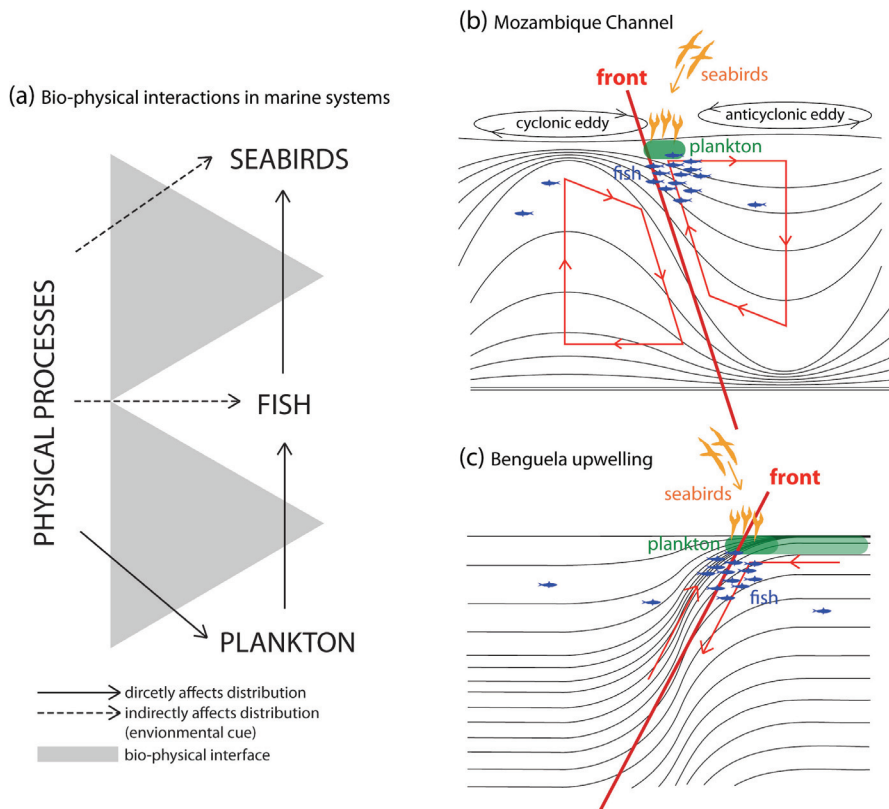 (a) Bio-physical interactions in marine systems
SEABIRDS
PHYSICAL PROCESSES
FISH
PLANKTON
dircetly affects distribution
indirectly affects distribution
(envionmental cue)
bio-physical interface
(b) Mozambique Channel
front
seabirds
cyclonic eddy
anticyclonic eddy
plankton
fish
(c) Benguela upwelling
front
seabirds
plankton
fish